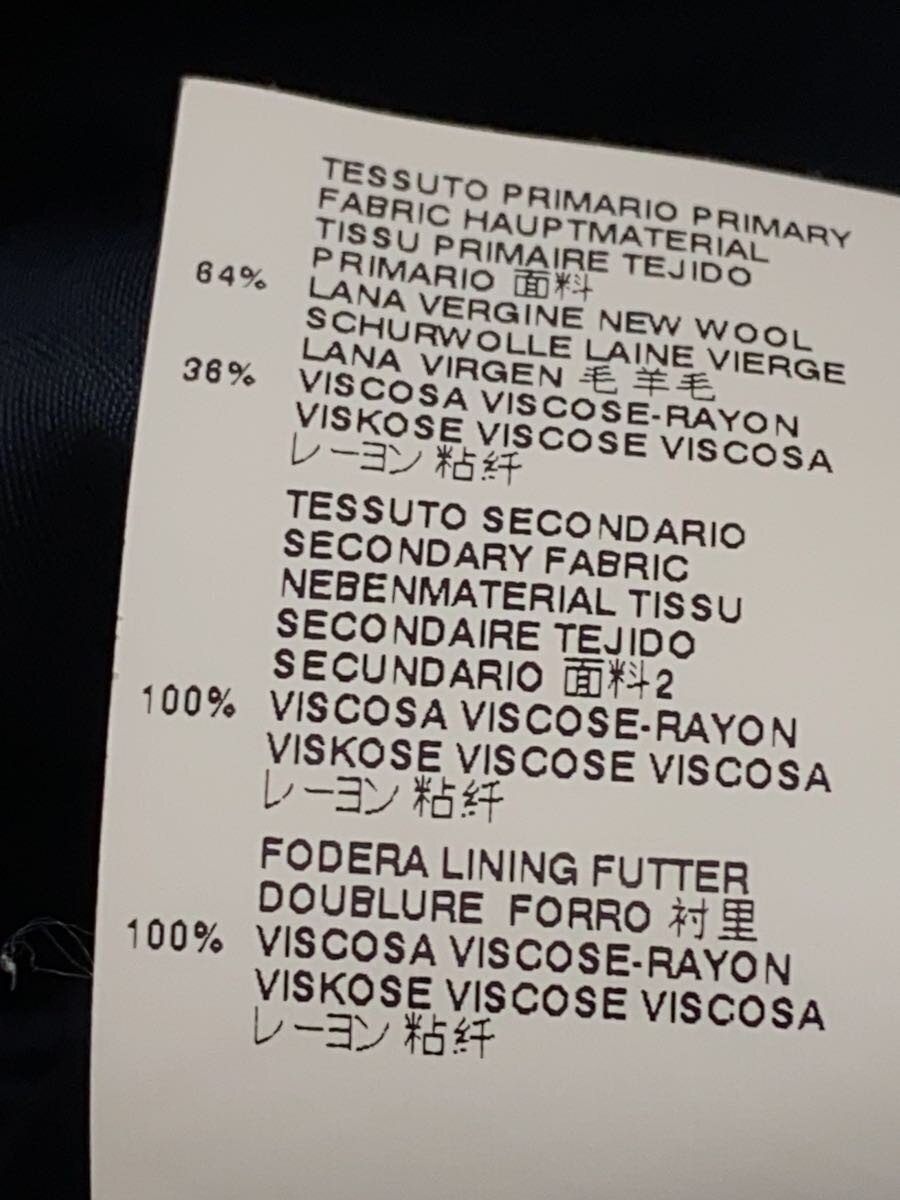 TESSUTO PRIMARIO PRIMARY
FABRIC HAUPTMATERIAL
TISSU PRIMAIRE TEJIDO
PRIMARIO 面料
64% LANA VERGINE NEW WOOL
SCHURWOLLE LAINE VIERGE
LANA VIRGEN 毛 羊毛
36% VISCOSA VISCOSE-RAYON
VISKOSE VISCOSE VISCOSA
レーヨン 粘纤
TESSUTO SECONDARIO
SECONDARY FABRIC
NEBENMATERIAL TISSU
SECONDAIRE TEJIDO
SECUNDARIO 面料2
100% VISCOSA VISCOSE-RAYON
VISKOSE VISCOSE VISCOSA
レーヨン 粘纤
FODERA LINING FUTTER
DOUBLURE FORRO 衬里
100% VISCOSA VISCOSE-RAYON
VISKOSE VISCOSE VISCOSA
レーヨン 粘纤